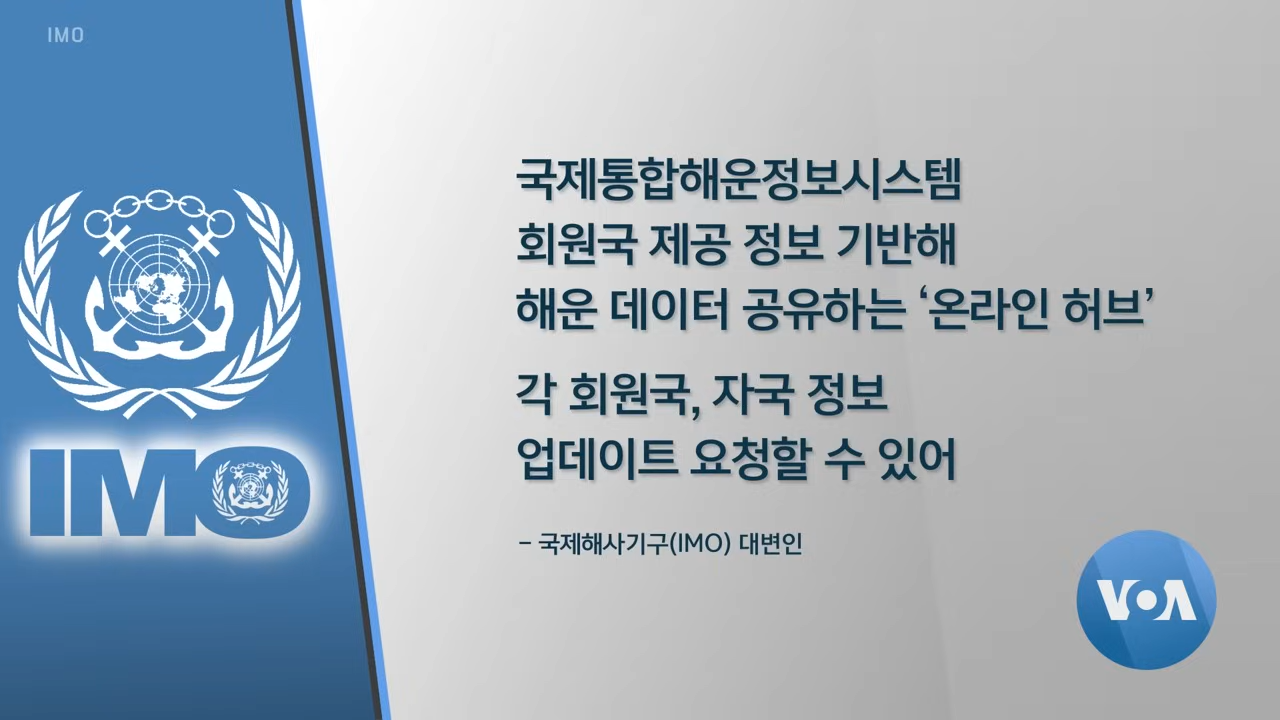 IMO
국제통합해운정보시스템
회원국 제공 정보 기반해
해운 데이터 공유하는 ‘온라인 허브’
각 회원국, 자국 정보
업데이트 요청할 수 있어
– 국제해사기구(IMO) 대변인
IMO
VOA